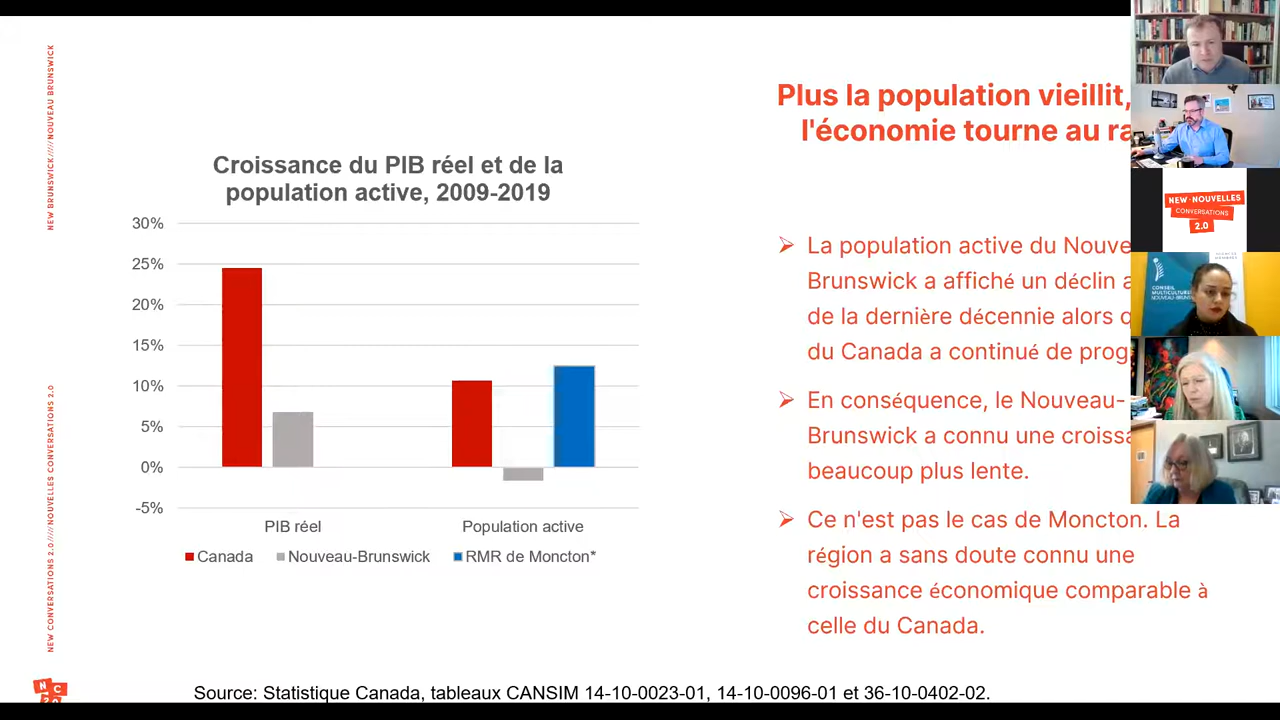 NEW BRUNSWICK////NOUVEAU BRUNSWICK
NEW CONVERSATIONS 2.0////NOUVELLES CONVERSATIONS 2.0
Croissance du PIB réel et de la
population active, 2009-2019
30%
25%
20%
15%
10%
5%
0%
-5%
PIB réel
Population active
Canada
Nouveau-Brunswick
RMR de Moncton*
Plus la population vieillit,
l'économie tourne au ra
La population active du Nouve
Brunswick a affiché un déclin a
de la dernière décennie alors q
du Canada a continué de prog
En conséquence, le Nouveau-
Brunswick a connu une croissa
beaucoup plus lente.
Ce n'est pas le cas de Moncton. La
région a sans doute connu une
croissance économique comparable à
celle du Canada.
NEW • NOUVELLES
CONVERSATIONS
2.0
CONSEIL
MULTICULTURE
NOUVEAU-BRUNS
N C
Source: Statistique Canada, tableaux CANSIM 14-10-0023-01, 14-10-0096-01 et 36-10-0402-02.